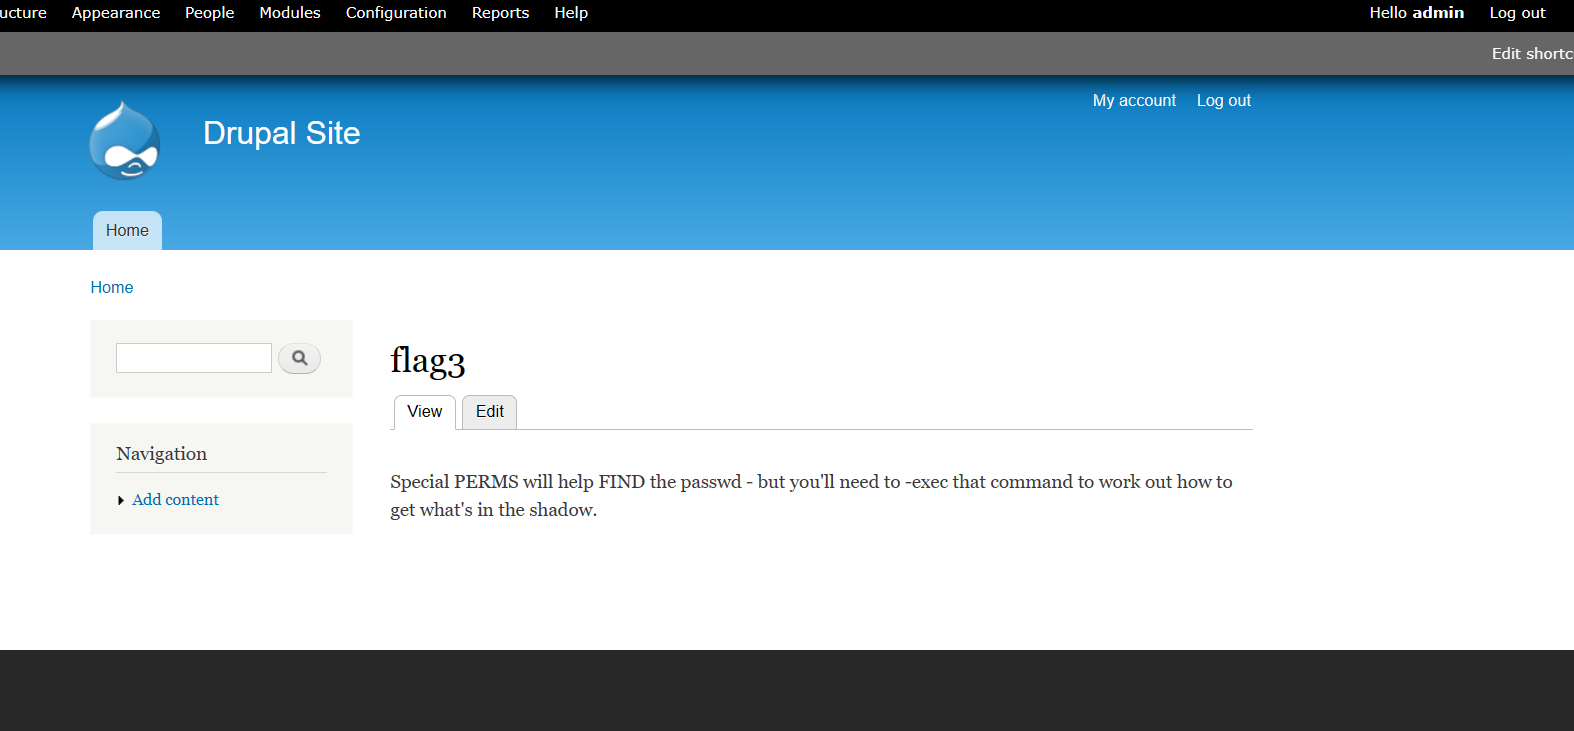 ucture Appearance People Modules Configuration Reports Help Hello admin Log out
Edit shortc
My account Log out
Drupal Site
Home
Home
flag3
View Edit
Navigation
Add content
Special PERMS will help FIND the passwd - but you'll need to -exec that command to work out how to
get what's in the shadow.